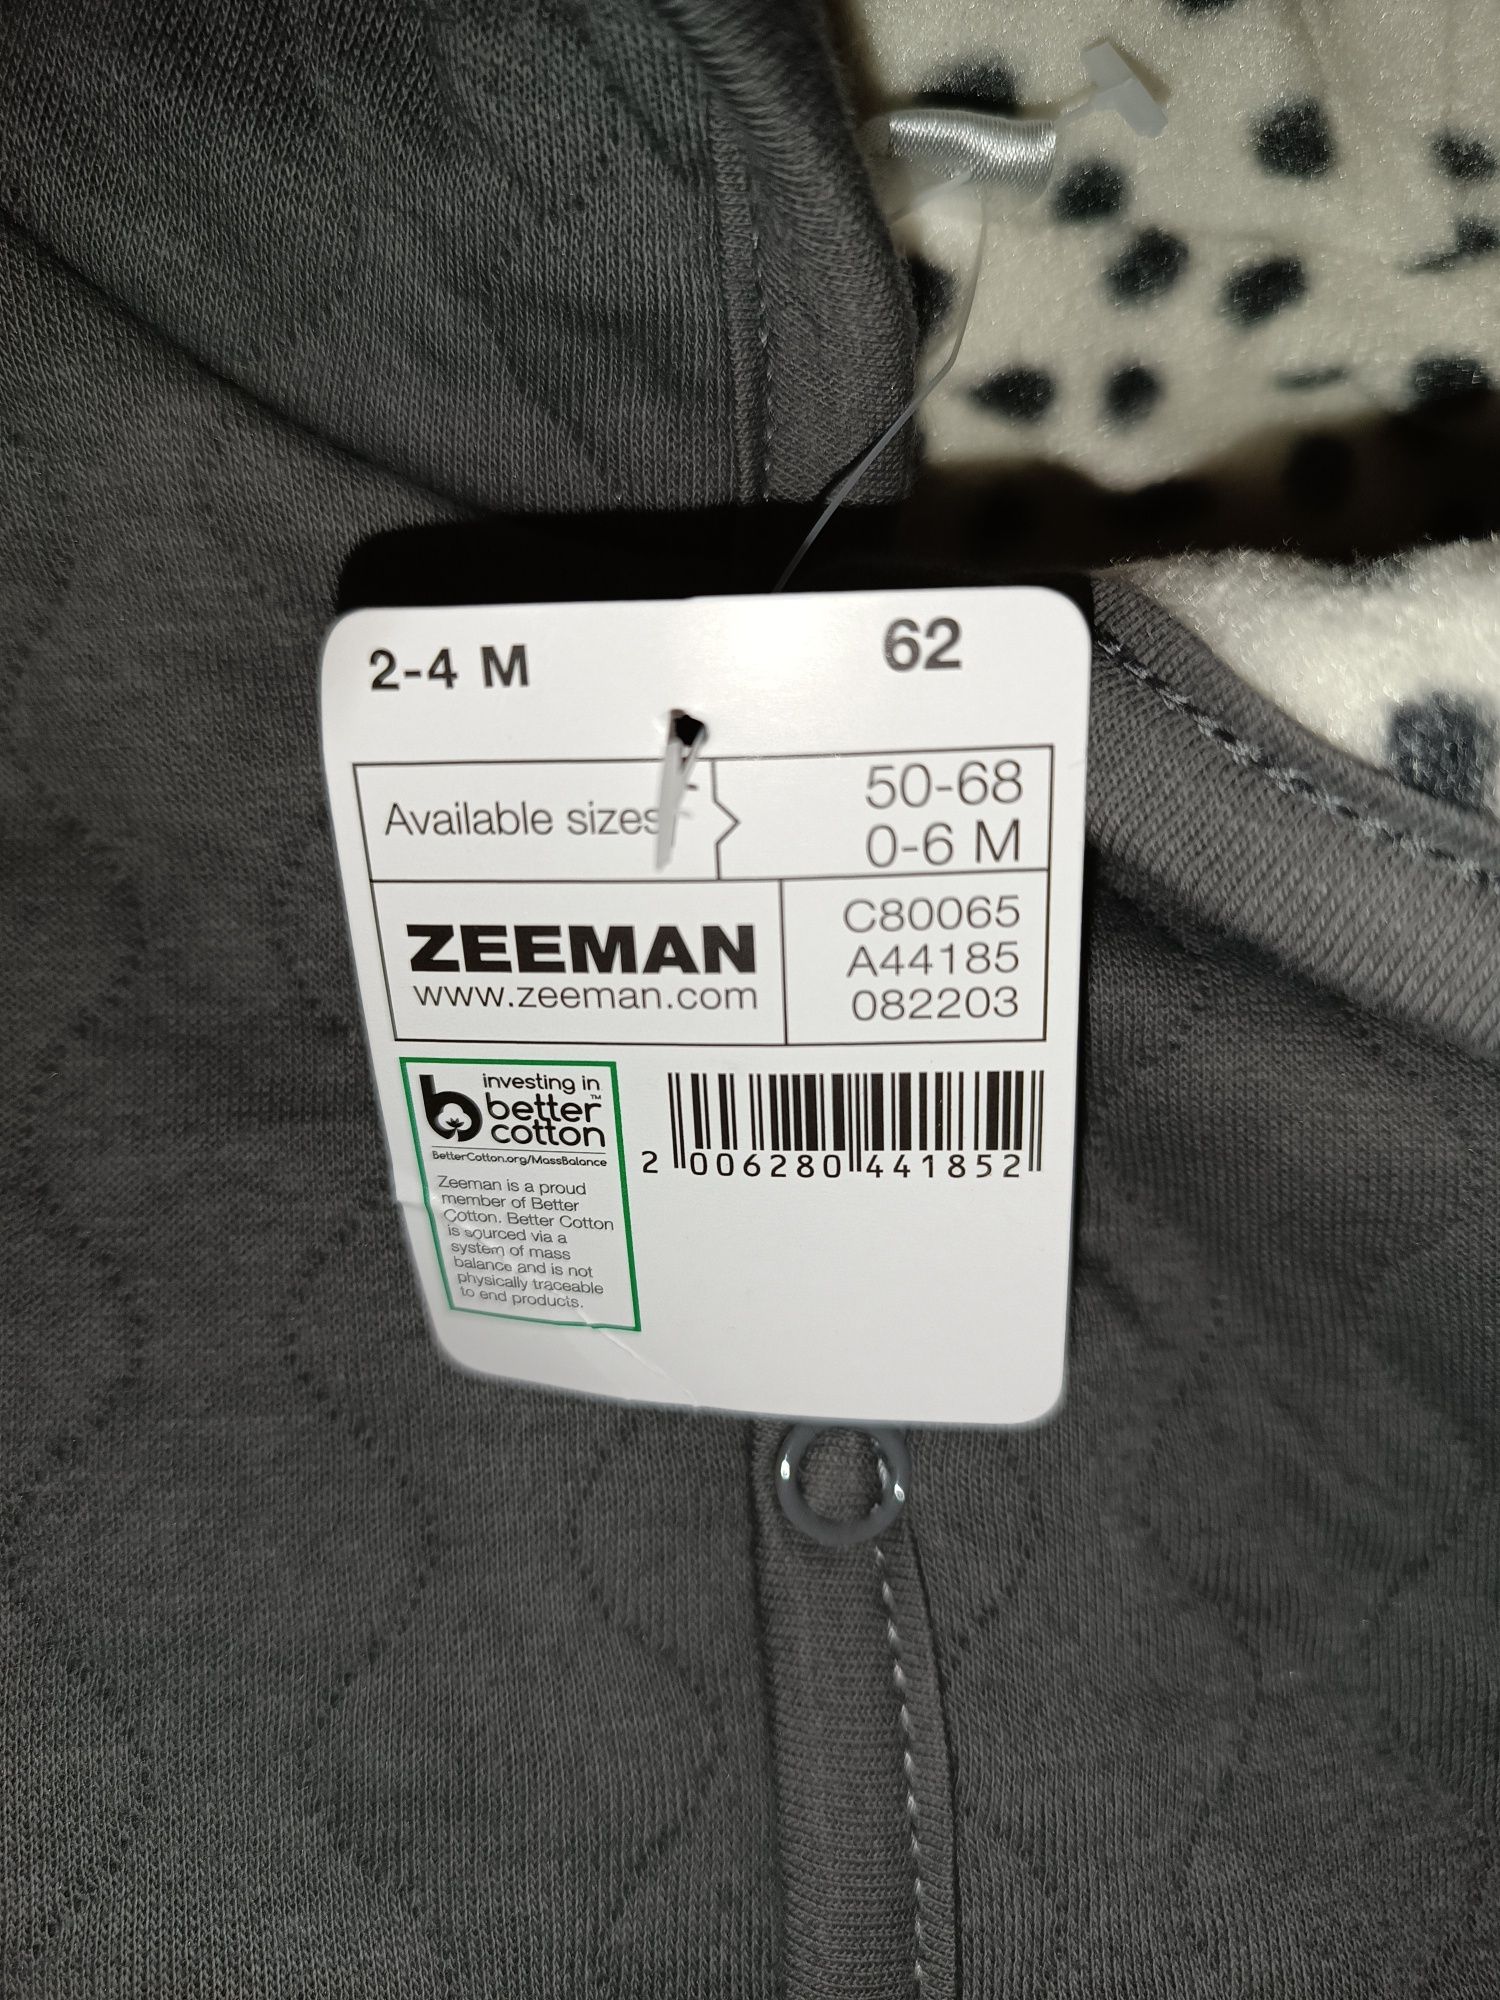 2-4 M
62
Available sizes
50-68
0-6 M
ZEEMAN
www.zeeman.com
C80065
A44185
082203
investing in
better™
cotton
BetterCotton.org/MassBalance
Zeeman is a proud
member of Better
Cotton. Better Cotton
is sourced via a
system of mass
balance and is not
physically traceable
to end products.
2 006280 441852